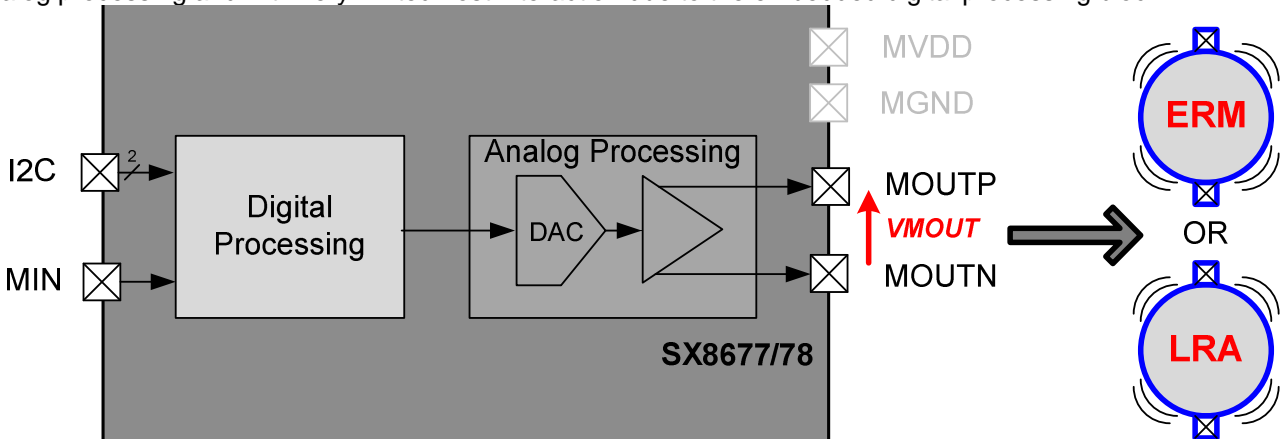 MVDD
MGND
ERM
I2C
2
Analog Processing
MOUTP
Digital
Processing
DAC
VMOUT
OR
MIN
MOUTN
SX8677/78
LRA